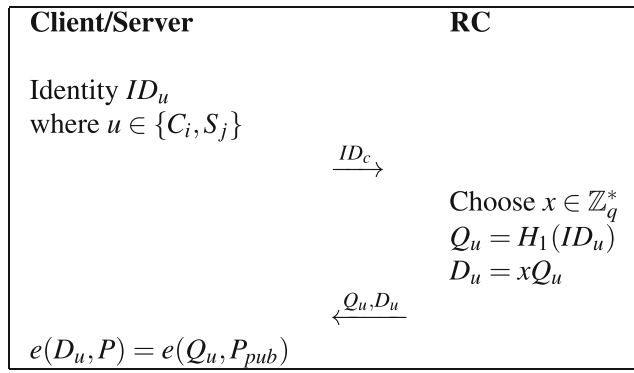 Client/Server RC
Identity ID_u
where u ∈ {C_i, S_j}
ID_c
Choose x ∈ ℤ_q^*
Q_u = H_1(ID_u)
D_u = xQ_u
Q_u,D_u
e(D_u, P) = e(Q_u, P_pub)